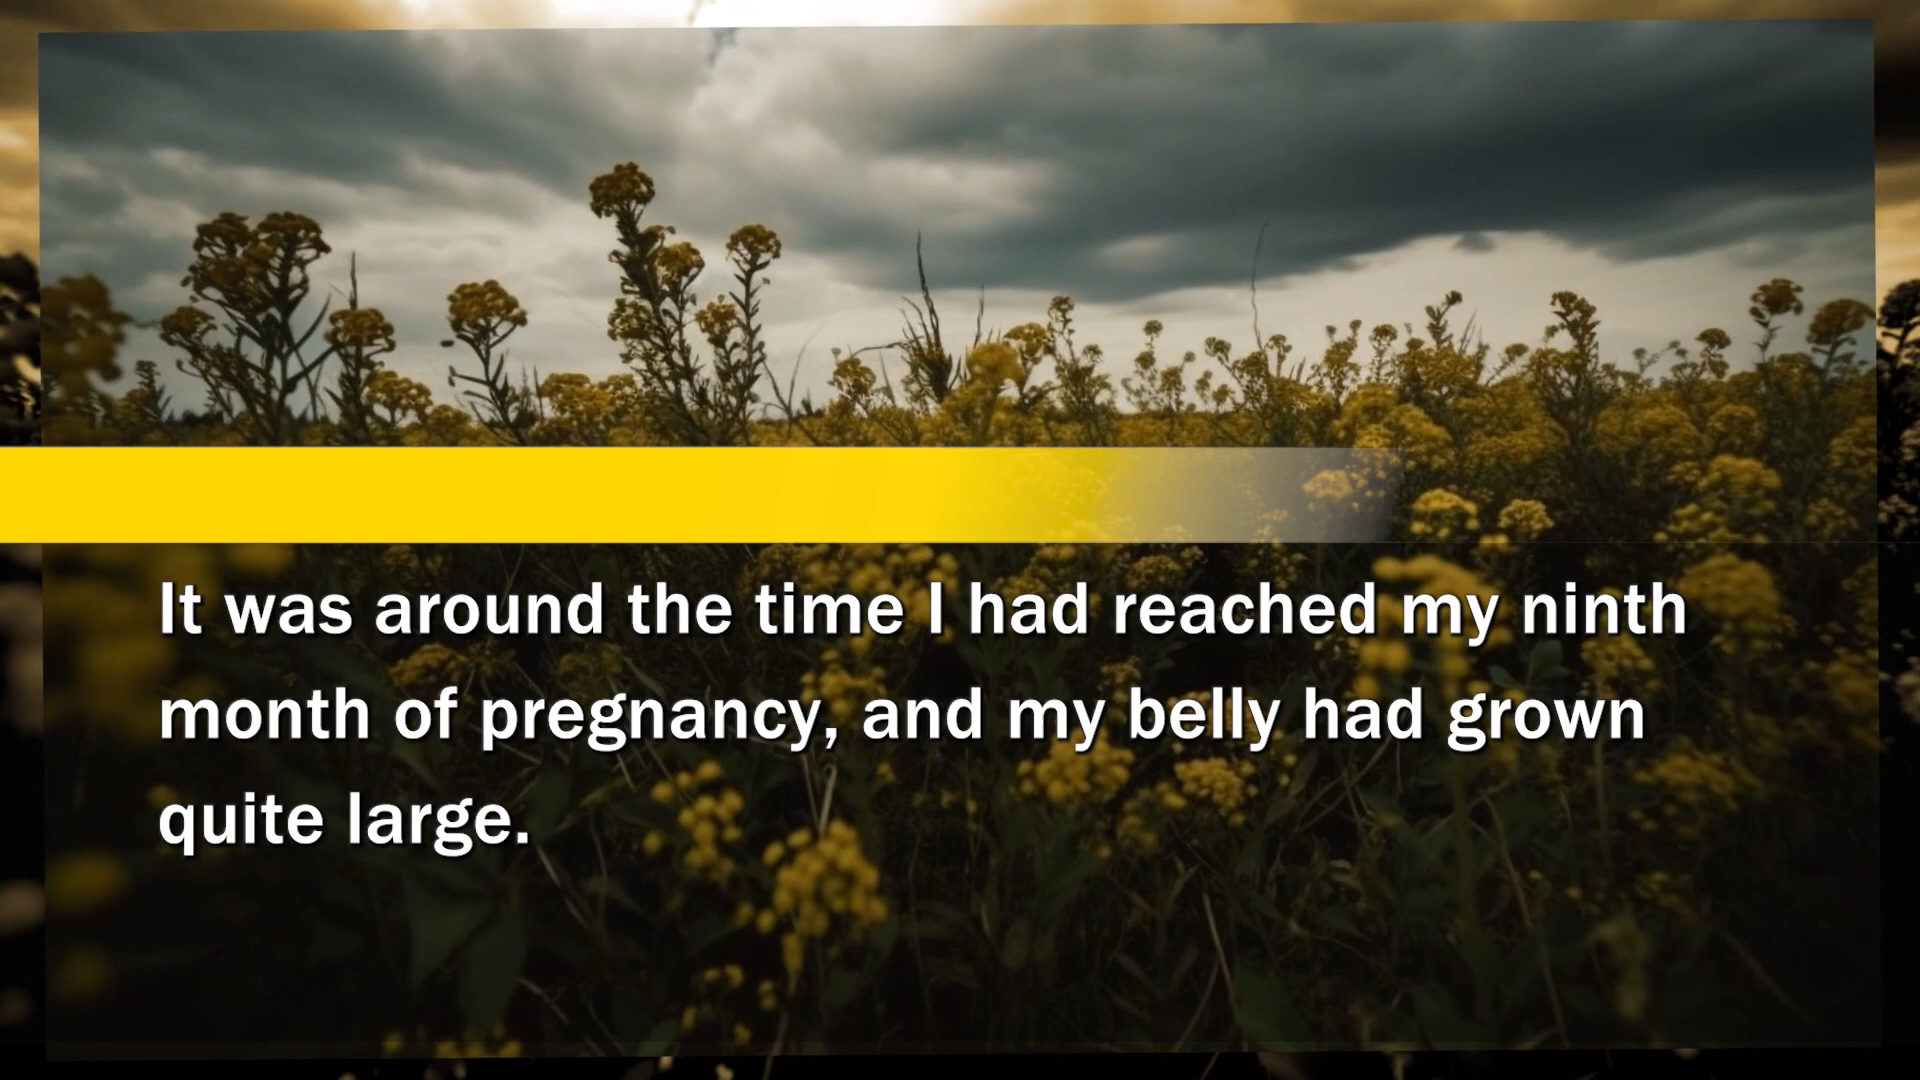 It was around the time I had reached my ninth
month of pregnancy, and my belly had grown
quite large.